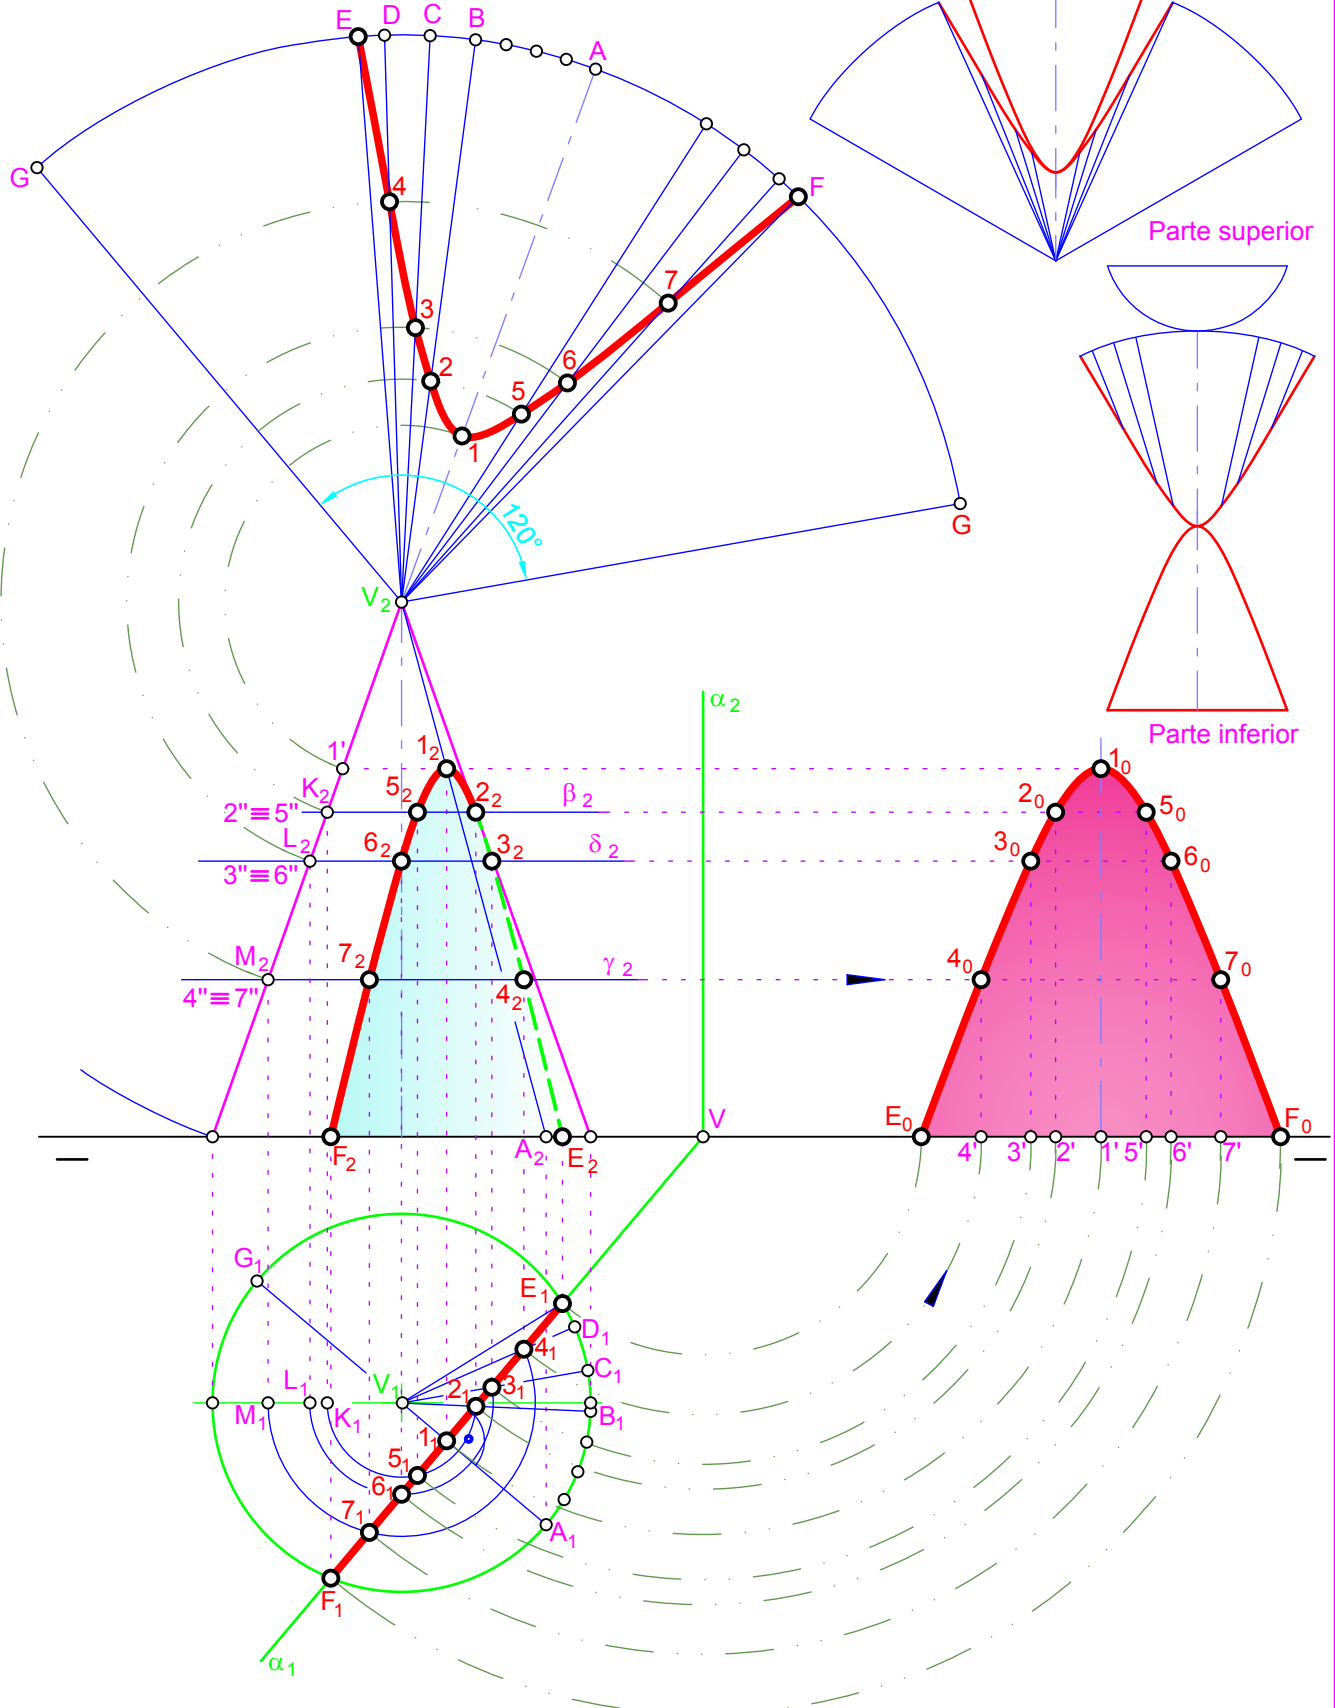 E D C B A
G
F
4
7
3
2
6
5
1
Parte superior
120°
G
V₂
α₂
Parte inferior
1'
1₂
1₀
K₂
5₂
2₂
β₂
2₀
5₀
2''≡5''
L₂
6₂
3₂
δ₂
3₀
6₀
3''≡6''
M₂
7₂
γ₂
4₀
7₀
4''≡7''
4₂
V
E₀
F₀
F₂
A₂
E₂
4' 3' 2' 1' 5' 6' 7'
G₁
E₁
D₁
4₁
C₁
L₁
V₁
2₁
3₁
M₁
K₁
B₁
1₁
5₁
6₁
7₁
A₁
F₁
α₁